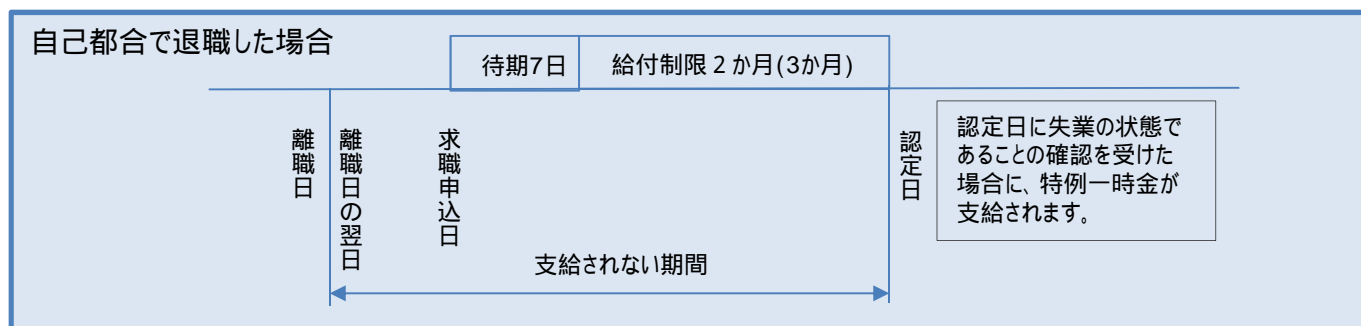 自己都合で退職した場合
待期7日
給付制限２か月(3か月)
離職日
離職日の翌日
求職申込日
認定日
認定日に失業の状態で
あることの確認を受けた
場合に、特例一時金が
支給されます。
支給されない期間